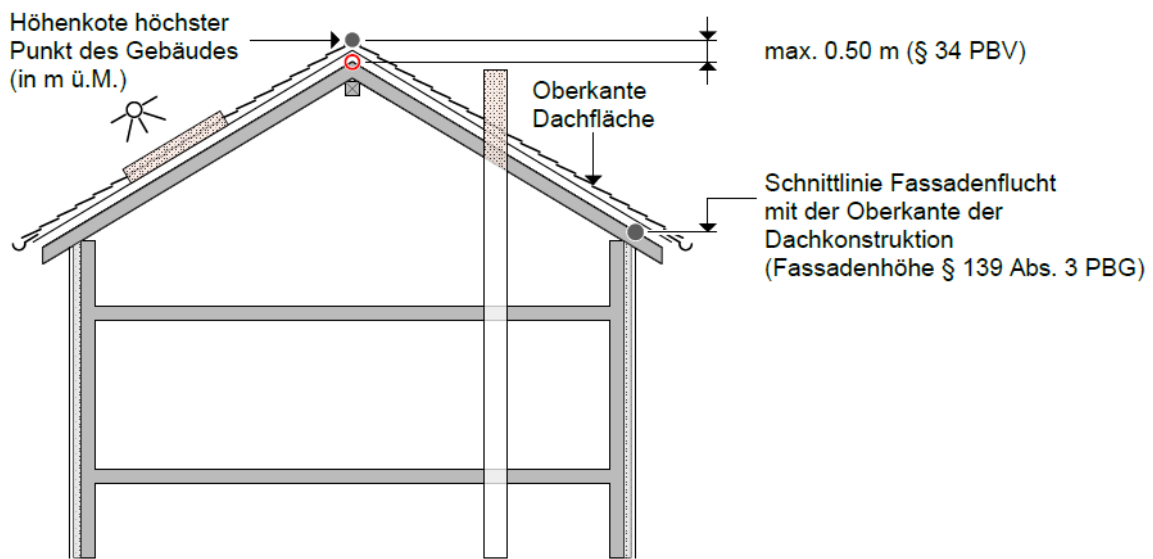 Höhenkote höchster
Punkt des Gebäudes
(in m ü.M.)
max. 0.50 m (§ 34 PBV)
Oberkante
Dachfläche
Schnittlinie Fassadenflucht
mit der Oberkante der
Dachkonstruktion
(Fassadenhöhe § 139 Abs. 3 PBG)